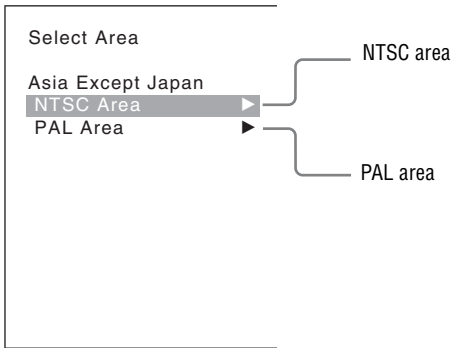 Select Area
NTSC area
Asia Except Japan
NTSC Area ▶
PAL Area ▶
PAL area